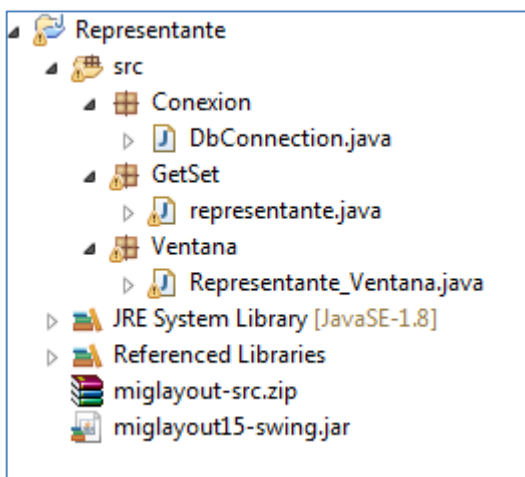 Representante
src
Conexion
DbConnection.java
GetSet
representante.java
Ventana
Representante_Ventana.java
JRE System Library [JavaSE-1.8]
Referenced Libraries
miglayout-src.zip
miglayout15-swing.jar